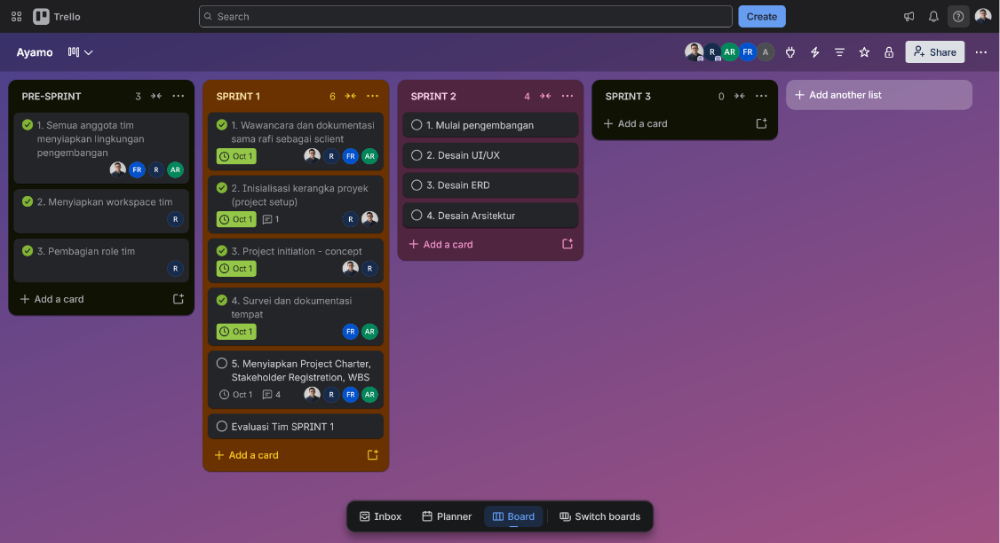 Trello
Search
Create
Ayamo
R
AR
FR
A
Share
PRE-SPRINT 3
1. Semua anggota tim
menyiapkan lingkungan
pengembangan
FR R AR
2. Menyiapkan workspace tim
R
3. Pembagian role tim
R
Add a card
SPRINT 1 6
1. Wawancara dan dokumentasi
sama rafi sebagai sclient
Oct 1 R FR AR
2. Inisialisasi kerangka proyek
(project setup)
Oct 1 1 R
3. Project initiation - concept
Oct 1 R
4. Survei dan dokumentasi
tempat
Oct 1 FR AR
5. Menyiapkan Project Charter,
Stakeholder Registretion, WBS
Oct 1 4 R FR AR
Evaluasi Tim SPRINT 1
Add a card
SPRINT 2 4
1. Mulai pengembangan
2. Desain UI/UX
3. Desain ERD
4. Desain Arsitektur
Add a card
SPRINT 3 0
Add a card
Add another list
Inbox
Planner
Board
Switch boards